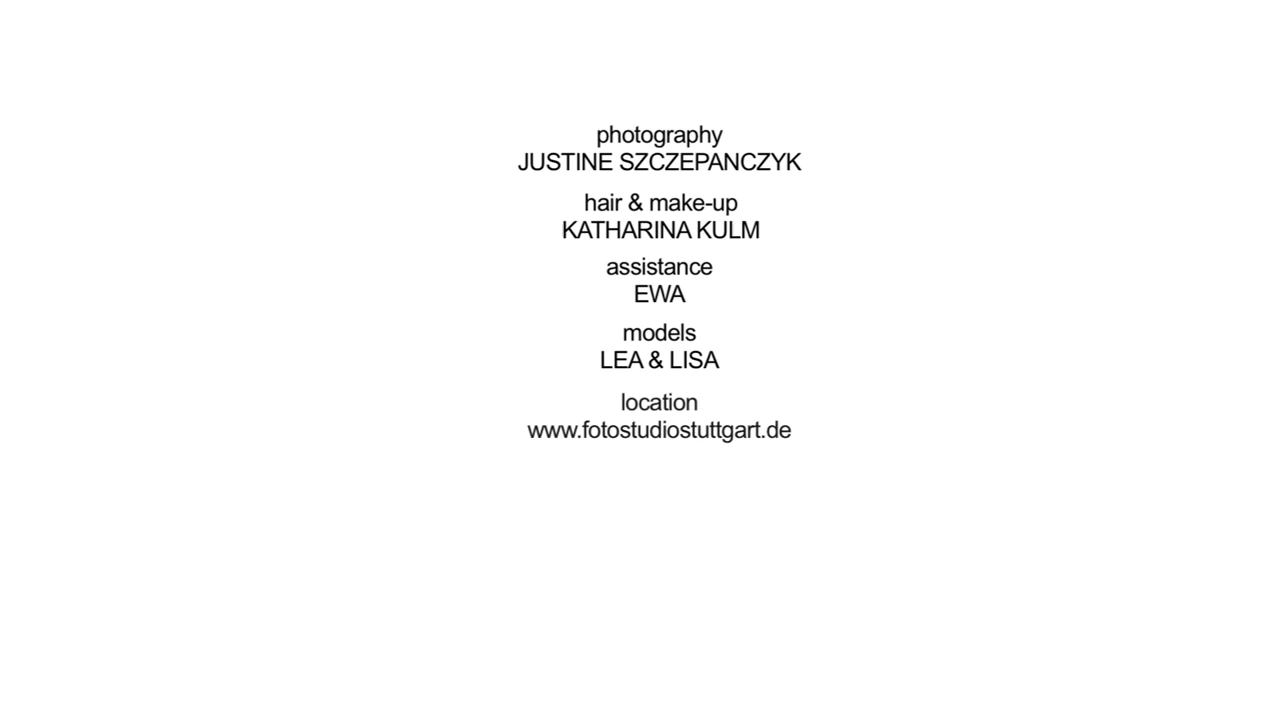 photography
JUSTINE SZCZEPANCZYK
hair & make-up
KATHARINA KULM
assistance
EWA
models
LEA & LISA
location
www.fotostudiostuttgart.de